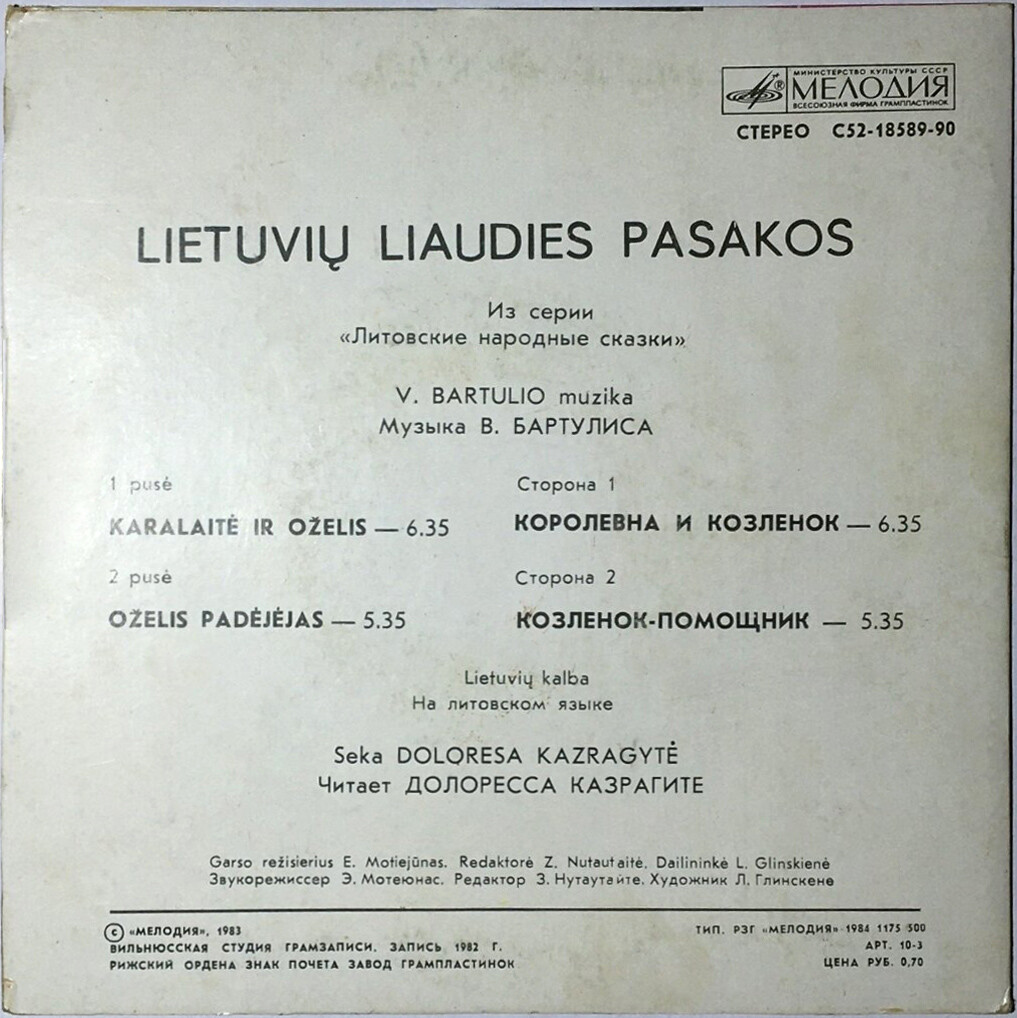 МИНИСТЕРСТВО КУЛЬТУРЫ СССР
®
МЕЛОДИЯ
ВСЕСОЮЗНАЯ ФИРМА ГРАМПЛАСТИНОК
СТЕРЕО С52-18589-90
LIETUVIŲ LIAUDIES PASAKOS
Из серии
«Литовские народные сказки»
V. BARTULIO muzika
Музыка В. БАРТУЛИСА
1 pusė
KARALAITĖ IR OŽELIS — 6.35
2 pusė
OŽELIS PADĖJĖJAS — 5.35
Сторона 1
КОРОЛЕВНА И КОЗЛЕНОК — 6.35
Сторона 2
КОЗЛЕНОК-ПОМОЩНИК — 5.35
Lietuvių kalba
На литовском языке
Seka DOLORESA KAZRAGYTĖ
Читает ДОЛОРЕССА КАЗРАГИТЕ
Garso režisierius E. Motiejūnas. Redaktorė Z. Nutautaitė. Dailininkė L. Glinskienė
Звукорежиссер Э. Мотеюнас. Редактор З. Нутаутайте. Художник Л. Глинскене
© «МЕЛОДИЯ», 1983
ВИЛЬНЮССКАЯ СТУДИЯ ГРАМЗАПИСИ. ЗАПИСЬ 1982 Г.
РИЖСКИЙ ОРДЕНА ЗНАК ПОЧЕТА ЗАВОД ГРАМПЛАСТИНОК
ТИП. РЗГ «МЕЛОДИЯ» 1984 1175 500
АРТ. 10-3
ЦЕНА РУБ. 0,70